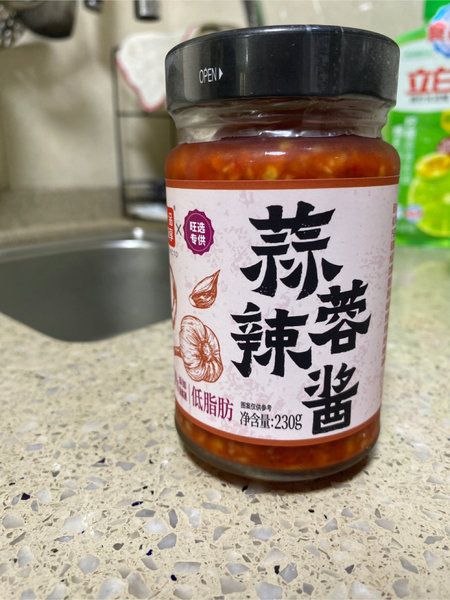 OPEN
旺选
专供
蒜蓉
辣酱
低脂肪
图案仅供参考
净含量:230g
立白